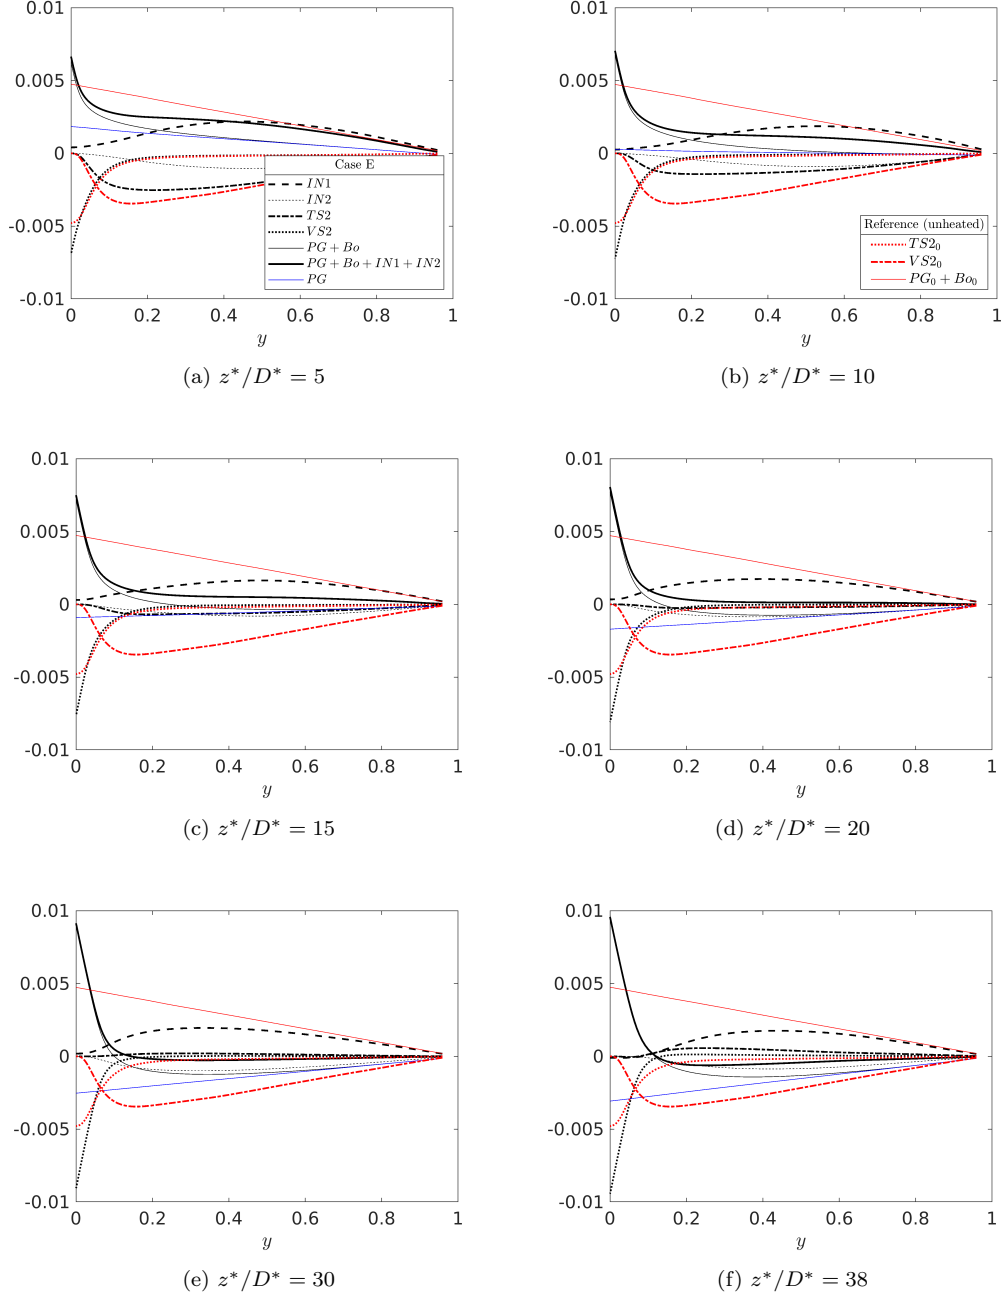 0.01
0.005
0
-0.005
-0.01
0
0.2
0.4
0.6
0.8
1
y
Case E
IN1
IN2
TS2
VS2
PG + Bo
PG + Bo + IN1 + IN2
PG
(a) z*/D* = 5
0.01
0.005
0
-0.005
-0.01
0
0.2
0.4
0.6
0.8
1
y
Reference (unheated)
TS2₀
VS2₀
PG₀ + Bo₀
(b) z*/D* = 10
0.01
0.005
0
-0.005
-0.01
0
0.2
0.4
0.6
0.8
1
y
(c) z*/D* = 15
0.01
0.005
0
-0.005
-0.01
0
0.2
0.4
0.6
0.8
1
y
(d) z*/D* = 20
0.01
0.005
0
-0.005
-0.01
0
0.2
0.4
0.6
0.8
1
y
(e) z*/D* = 30
0.01
0.005
0
-0.005
-0.01
0
0.2
0.4
0.6
0.8
1
y
(f) z*/D* = 38